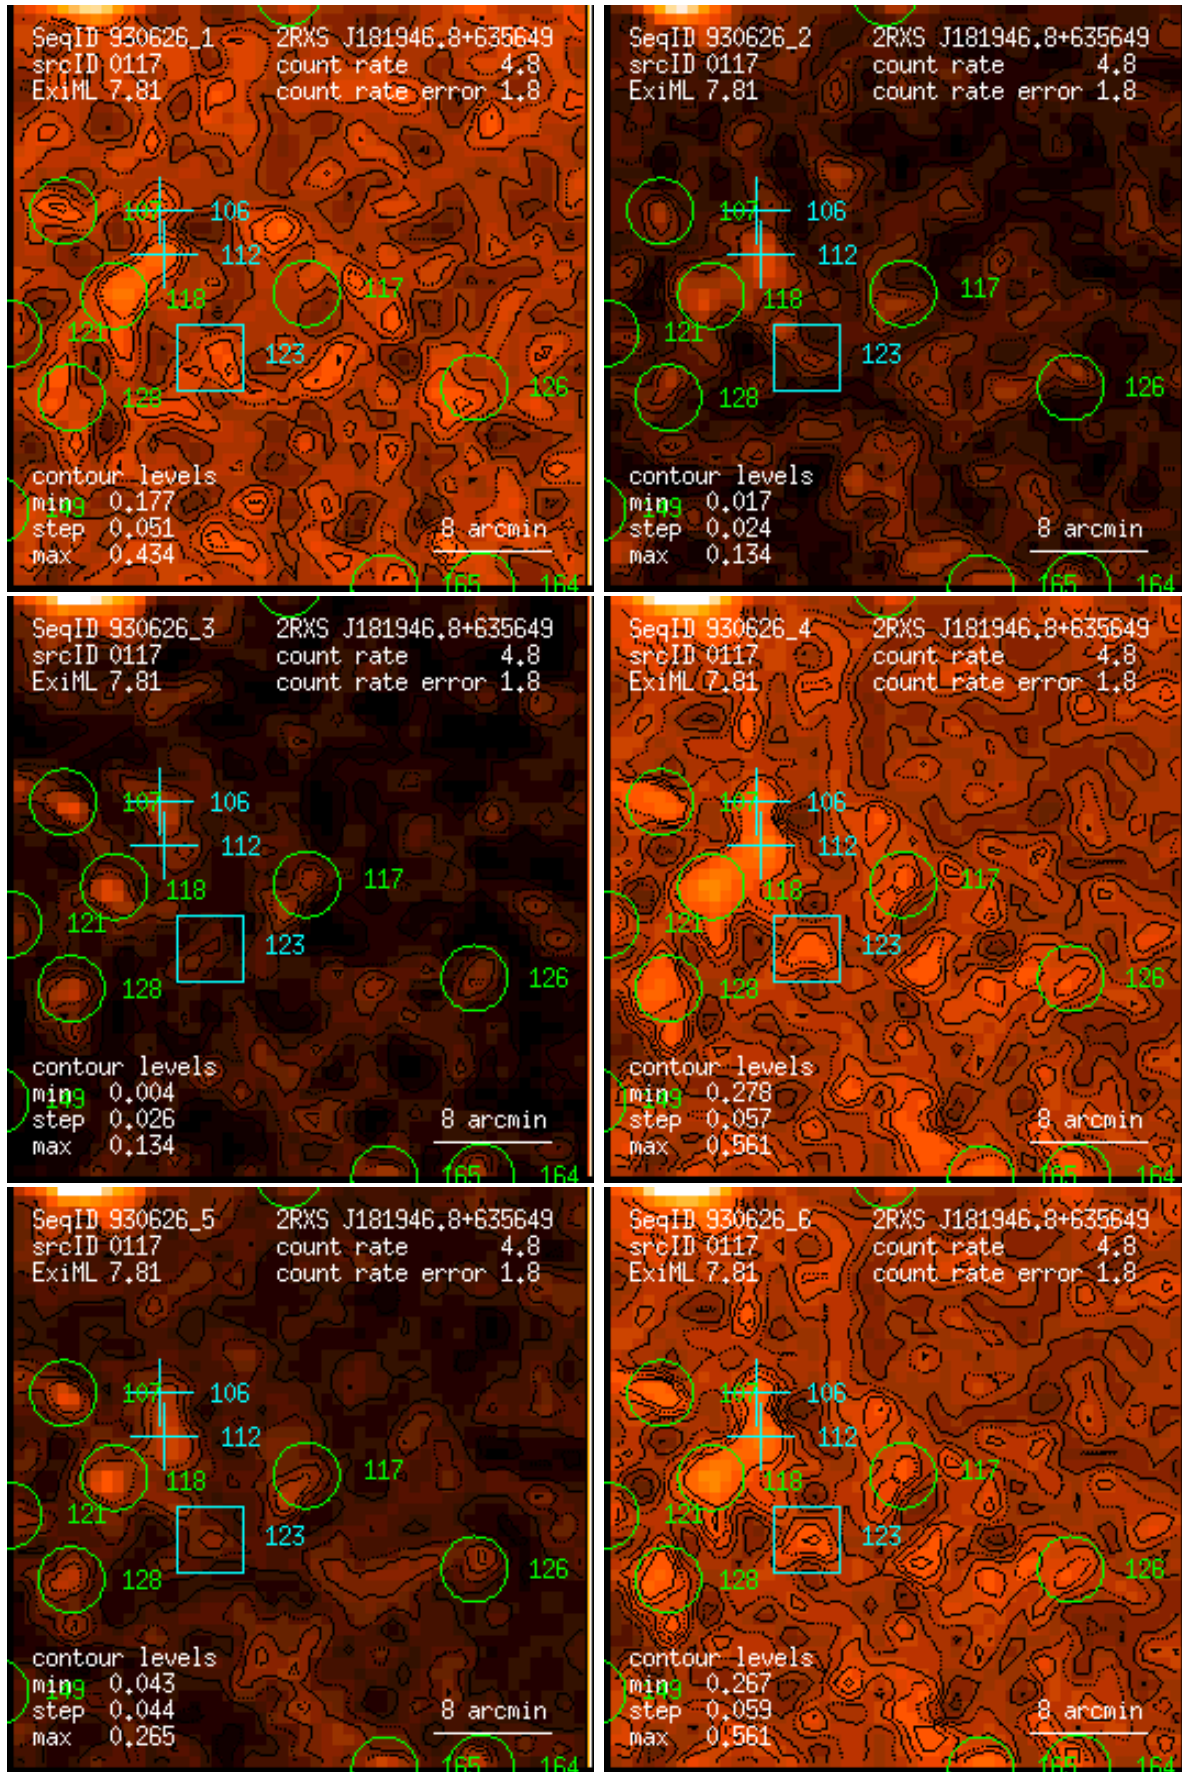 SeqID 930626_1 2RXS J181946.8+635649
srcID 0117 count rate 4.8
ExiML 7.81 count rate error 1.8
107 106
112
118 117
121
123
128 126
contour levels
min 0.177
149
step 0.051 8 arcmin
max 0.434
165 164
SeqID 930626_2 2RXS J181946.8+635649
srcID 0117 count rate 4.8
ExiML 7.81 count rate error 1.8
107 106
112
118 117
121
123
128 126
contour levels
min 0.017
149
step 0.024 8 arcmin
max 0.134
165 164
SeqID 930626_3 2RXS J181946.8+635649
srcID 0117 count rate 4.8
ExiML 7.81 count rate error 1.8
107 106
112
118 117
121
123
128 126
contour levels
min 0.004
149
step 0.026 8 arcmin
max 0.134
165 164
SeqID 930626_4 2RXS J181946.8+635649
srcID 0117 count rate 4.8
ExiML 7.81 count rate error 1.8
107 106
112
118 117
121
123
128 126
contour levels
min 0.278
149
step 0.057 8 arcmin
max 0.561
165 164
SeqID 930626_5 2RXS J181946.8+635649
srcID 0117 count rate 4.8
ExiML 7.81 count rate error 1.8
107 106
112
118 117
121
123
128 126
contour levels
min 0.043
149
step 0.044 8 arcmin
max 0.265
165 164
SeqID 930626_6 2RXS J181946.8+635649
srcID 0117 count rate 4.8
ExiML 7.81 count rate error 1.8
107 106
112
118 117
121
123
128 126
contour levels
min 0.267
149
step 0.059 8 arcmin
max 0.561
165 164